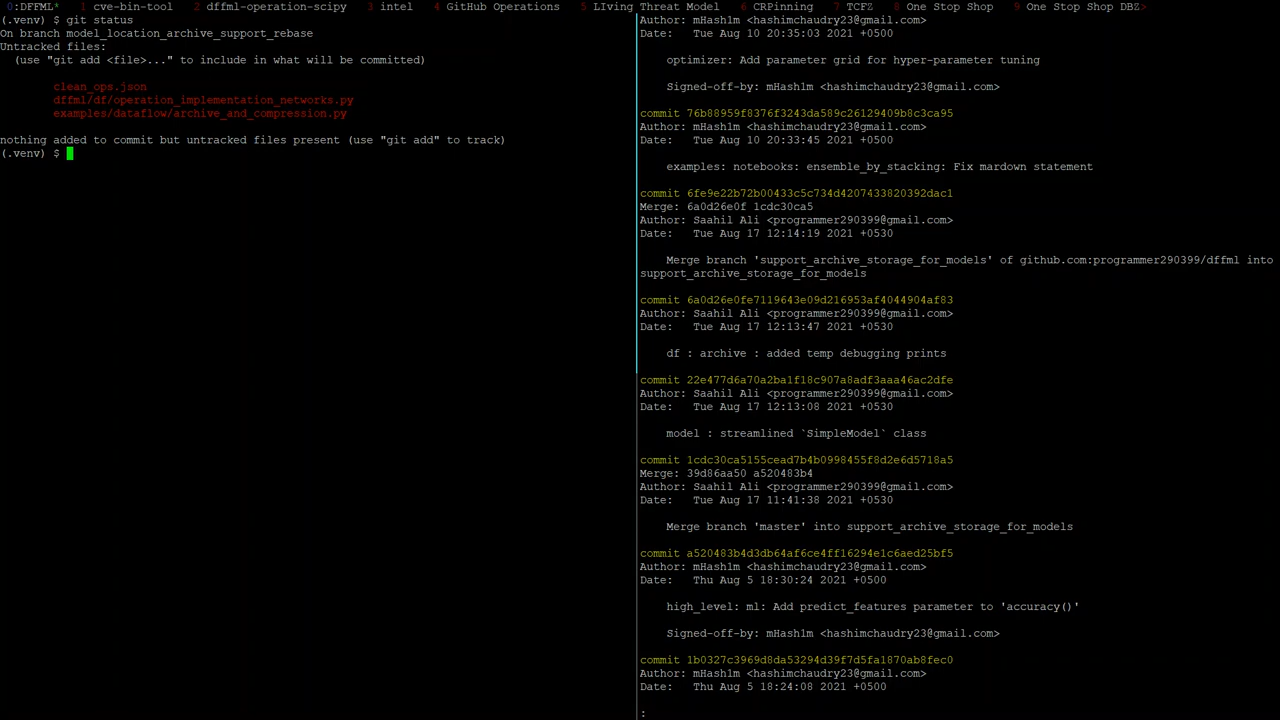 0:DFFML* 1 cve-bin-tool 2 dffml-operation-scipy 3 intel 4 GitHub Operations 5 LIving Threat Model 6 CRPinning 7 TCFZ 8 One Stop Shop 9 One Stop Shop DBZ>
(.venv) $ git status
On branch model_location_archive_support_rebase
Untracked files:
(use "git add <file>..." to include in what will be committed)
clean_ops.json
dffml/df/operation_implementation_networks.py
examples/dataflow/archive_and_compression.py
nothing added to commit but untracked files present (use "git add" to track)
(.venv) $
Author: mHash1m <hashimchaudry23@gmail.com>
Date: Tue Aug 10 20:35:03 +0500
optimizer: Add parameter grid for hyper-parameter tuning
Signed-off-by: mHash1m <hashimchaudry23@gmail.com>
commit 76b88959f8376f3243da589c26129409b8c3ca95
Author: mHash1m <hashimchaudry23@gmail.com>
Date: Tue Aug 10 20:33:45 2021 +0500
examples: notebooks: ensemble_by_stacking: Fix mardown statement
commit 6fe9e22b72b00433c5c734d4207433820392dac1
Merge: 6a0d26e0f 1cdc30ca5
Author: Saahil Ali <programmer290399@gmail.com>
Date: Tue Aug 17 12:14:19 2021 +0530
Merge branch 'support_archive_storage_for_models' of github.com:programmer290399/dffml into
support_archive_storage_for_models
commit 6a0d26e0fe7119643e09d216953af4044904af83
Author: Saahil Ali <programmer290399@gmail.com>
Date: Tue Aug 17 12:13:47 2021 +0530
df : archive : added temp debugging prints
commit 22e477d6a70a2ba1f18c907a8adf3aaa46ac2dfe
Author: Saahil Ali <programmer290399@gmail.com>
Date: Tue Aug 17 12:13:08 2021 +0530
model : streamlined `SimpleModel` class
commit 1cdc30ca5155cead7b4b0998455f8d2e6d5718a5
Merge: 39d86aa50 a520483b4
Author: Saahil Ali <programmer290399@gmail.com>
Date: Tue Aug 17 11:41:38 2021 +0530
Merge branch 'master' into support_archive_storage_for_models
commit a520483b4d3db64af6ce4ff16294e1c6aed25bf5
Author: mHash1m <hashimchaudry23@gmail.com>
Date: Thu Aug 5 18:30:24 2021 +0500
high_level: ml: Add predict_features parameter to 'accuracy()'
Signed-off-by: mHash1m <hashimchaudry23@gmail.com>
commit 1b0327c3969d8da53294d39f7d5fa1870ab8fec0
Author: mHash1m <hashimchaudry23@gmail.com>
Date: Thu Aug 5 18:24:08 2021 +0500
: